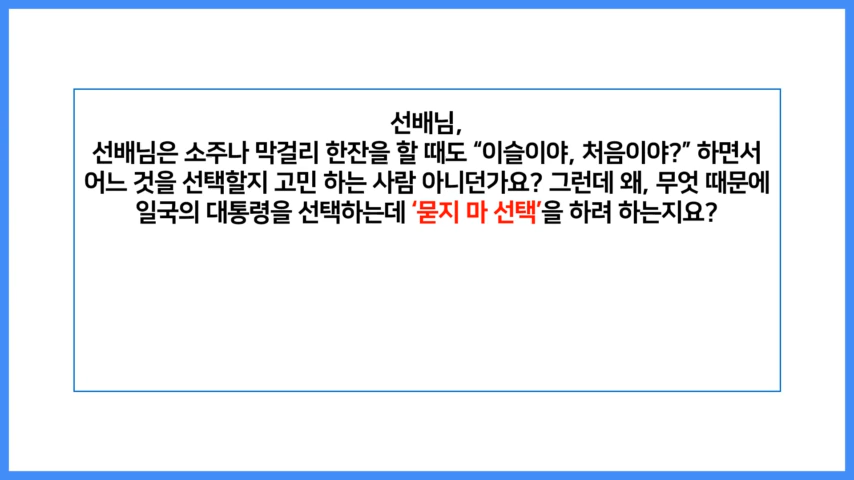 선배님,
선배님은 소주나 막걸리 한잔을 할 때도 “이슬이야, 처음이야?” 하면서
어느 것을 선택할지 고민 하는 사람 아니던가요? 그런데 왜, 무엇 때문에
일국의 대통령을 선택하는데 ‘묻지 마 선택’을 하려 하는지요?